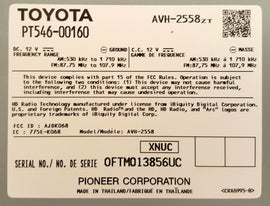 TOYOTA
AVH-2558ZT
PT546-00160
DC. 12 V
GROUND
C.C. 12 V
MASSE
FREQUENCY RANGE
GAMME DE FREQUENCE
AM:530 kHz to 1 710 kHz
AM:530 kHz à 1 710 kHz
FM:87.75 MHz to 107.9 MHz
FM:87.75 MHz à 107.9 MHz
This device complies with part 15 of the FCC Rules. Operation is subject to
the following two conditions: (1) This device may not cause harmful
interference, and (2) this device must accept any interference received,
including interference that may cause undesired operation.
HD Radio Technology manufactured under license from iBiquity Digital Corporation.
U.S. and Foreign Patents. HD Radio™ and the HD, HD Radio, and "Arc" logos are
proprietary trademarks of iBiquity Digital Corp.
FCC ID : AJDK068
IC : 775E-K068
Model/Modèle: AVH-2558
XNUC
SERIAL NO./ NO. DE SERIE
OFTM013856UC
PIONEER CORPORATION
MADE IN THAILAND/FABRIQUÉ EN THAÏLANDE
<CRX6995-B>